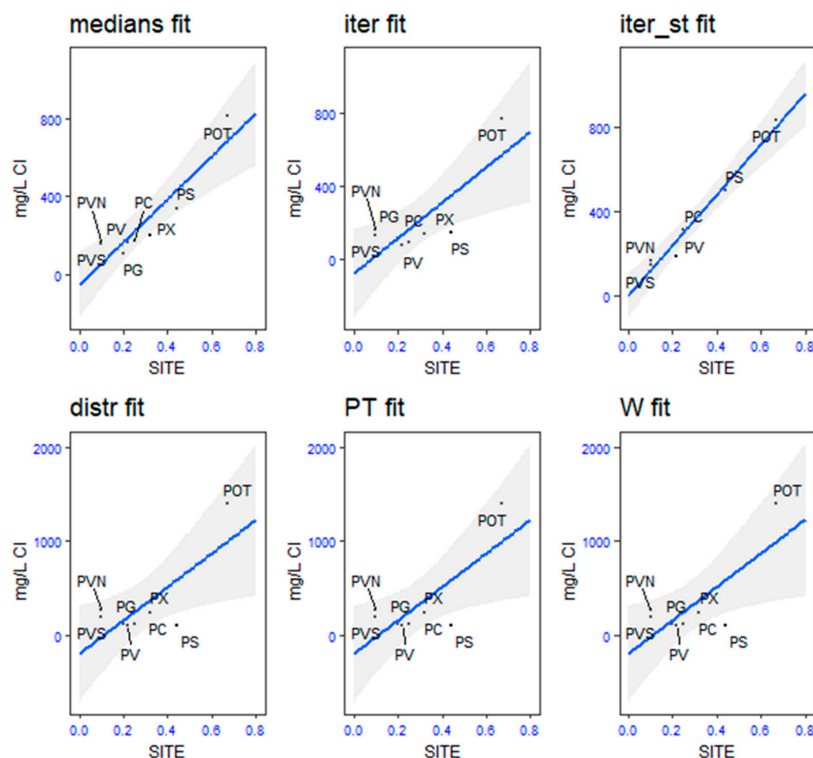 medians fit
iter fit
iter_st fit
mg/L Cl
800
400
0
PVN
PVS
PV
PG
PC
PX
PS
POT
0.0 0.2 0.4 0.6 0.8
SITE
mg/L Cl
800
400
0
PVN
PVS
PG
PV
PC
PX
PS
POT
0.0 0.2 0.4 0.6 0.8
SITE
mg/L Cl
800
400
0
PVN
PVS
PC
PV
PS
POT
0.0 0.2 0.4 0.6 0.8
SITE
distr fit
PT fit
W fit
mg/L Cl
2000
1000
0
PVN
PVS
PG
PV
PX
PC
PS
POT
0.0 0.2 0.4 0.6 0.8
SITE
mg/L Cl
2000
1000
0
PVN
PVS
PG
PV
PX
PC
PS
POT
0.0 0.2 0.4 0.6 0.8
SITE
mg/L Cl
2000
1000
0
PVN
PVS
PG
PV
PX
PC
PS
POT
0.0 0.2 0.4 0.6 0.8
SITE